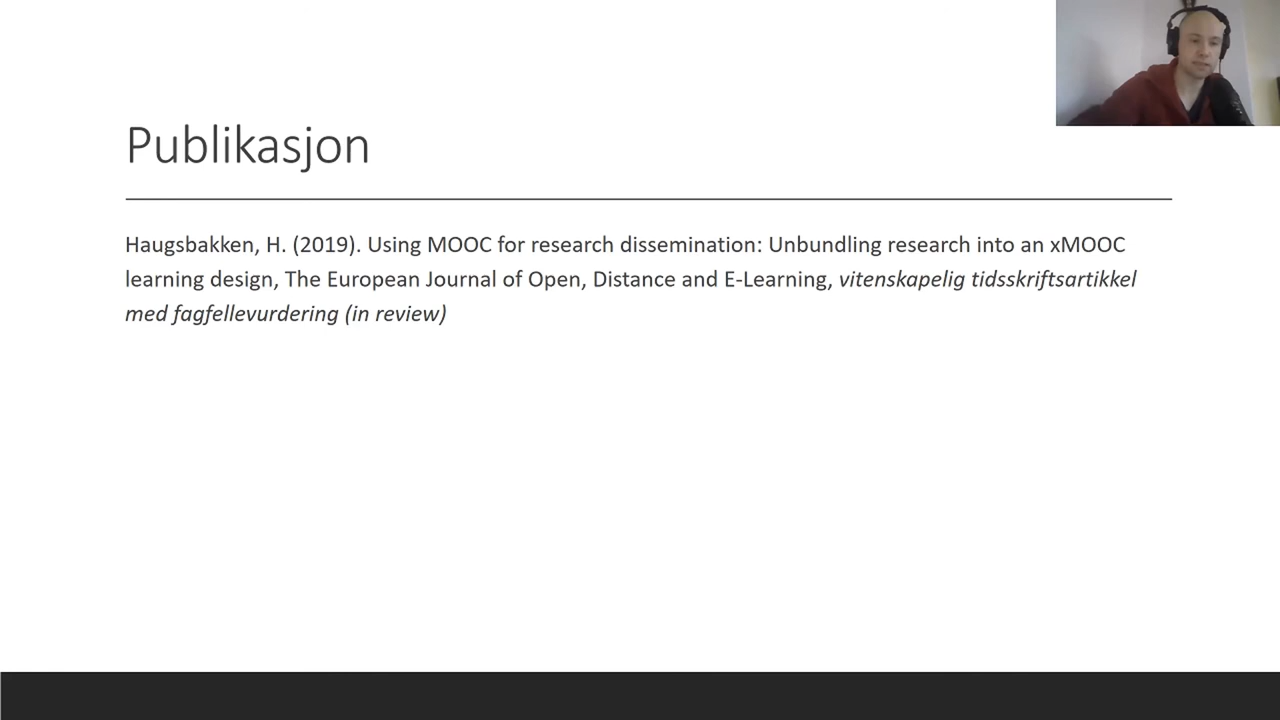 Publikasjon
Haugsbakken, H. (2019). Using MOOC for research dissemination: Unbundling research into an xMOOC
learning design, The European Journal of Open, Distance and E-Learning, vitenskapelig tidsskriftsartikkel
med fagfellevurdering (in review)